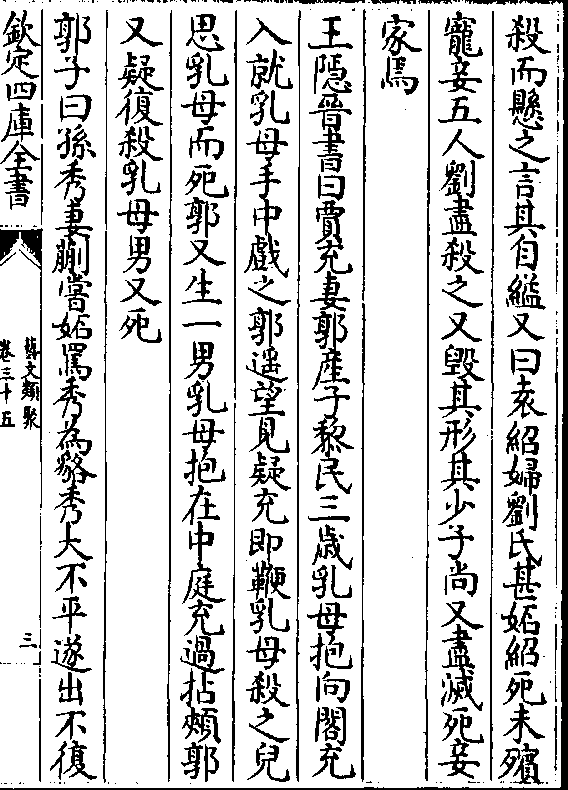 殺而懸之言其自縊又曰袁紹婦劉氏甚妬紹死未殯
寵妾五人劉盡殺之又毀其形其少子尚又盡滅死妾
家焉
王隠晉書曰賈充妻郭産子黎民三歳乳母抱向閤充
入就乳母手中戲之郭遥望見疑充即鞭乳母殺之兒
思乳母而死郭又生一男乳母抱在中庭充過拈頰郭
又疑復殺乳母男又死
郭子曰孫秀妻蒯嘗妬罵秀為貉秀大不平遂出不復
欽定四庫全書
藝文類聚
卷三十五
三